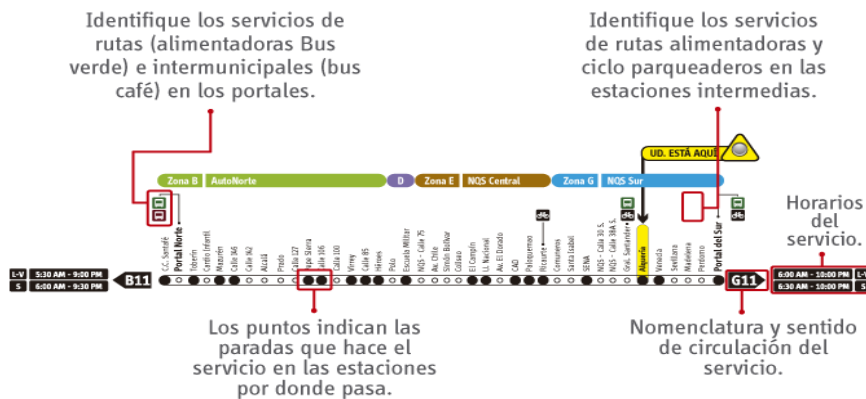 Identifique los servicios de
rutas (alimentadoras Bus
verde) e intermunicipales (bus
café) en los portales.
Identifique los servicios
de rutas alimentadoras y
ciclo parqueaderos en las
estaciones intermedias.
UD. ESTÁ AQUÍ
Zona B AutoNorte D Zona E NQS Central Zona G NQS Sur
Horarios
del
servicio.
C.C. Santafé
Portal Norte
Toberín
Cardio Infantil
Mazurén
Calle 146
Calle 142
Alcalá
Prado
Calle 127
Pepe Sierra
Calle 106
Calle 100
Virrey
Calle 85
Héroes
Polo
Escuela Militar
NQS - Calle 75
Av. Chile
Simón Bolívar
Coliseo
El Campín
U. Nacional
Av. El Dorado
CAD
Paloquemao
Ricaurte
Comuneros
Santa Isabel
SENA
NQS - Calle 30 S.
NQS - Calle 38A S.
Gral. Santander
Alquería
Venecia
Sevillana
Madelena
Perdomo
Portal del Sur
L-V 5:30 AM - 9:00 PM
S 6:00 AM - 9:30 PM
B11
G11
6:00 AM - 10:00 PM L-V
6:30 AM - 10:00 PM S
Los puntos indican las
paradas que hace el
servicio en las estaciones
por donde pasa.
Nomenclatura y sentido
de circulación del
servicio.